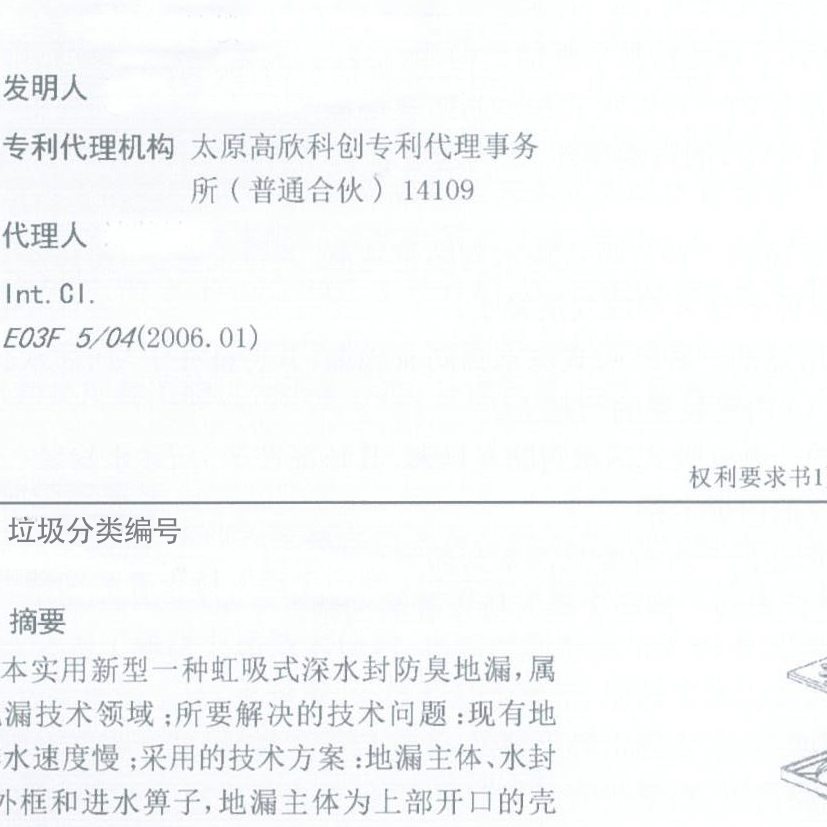 发明人
专利代理机构 太原高欣科创专利代理事务
所(普通合伙) 14109
代理人
Int.Cl.
E03F 5/04(2006.01)
权利要求书1
垃圾分类编号
摘要
本实用新型一种虹吸式深水封防臭地漏,属
漏技术领域;所要解决的技术问题:现有地
水速度慢;采用的技术方案:地漏主体、水封
外框和进水箅子,地漏主体为上部开口的壳